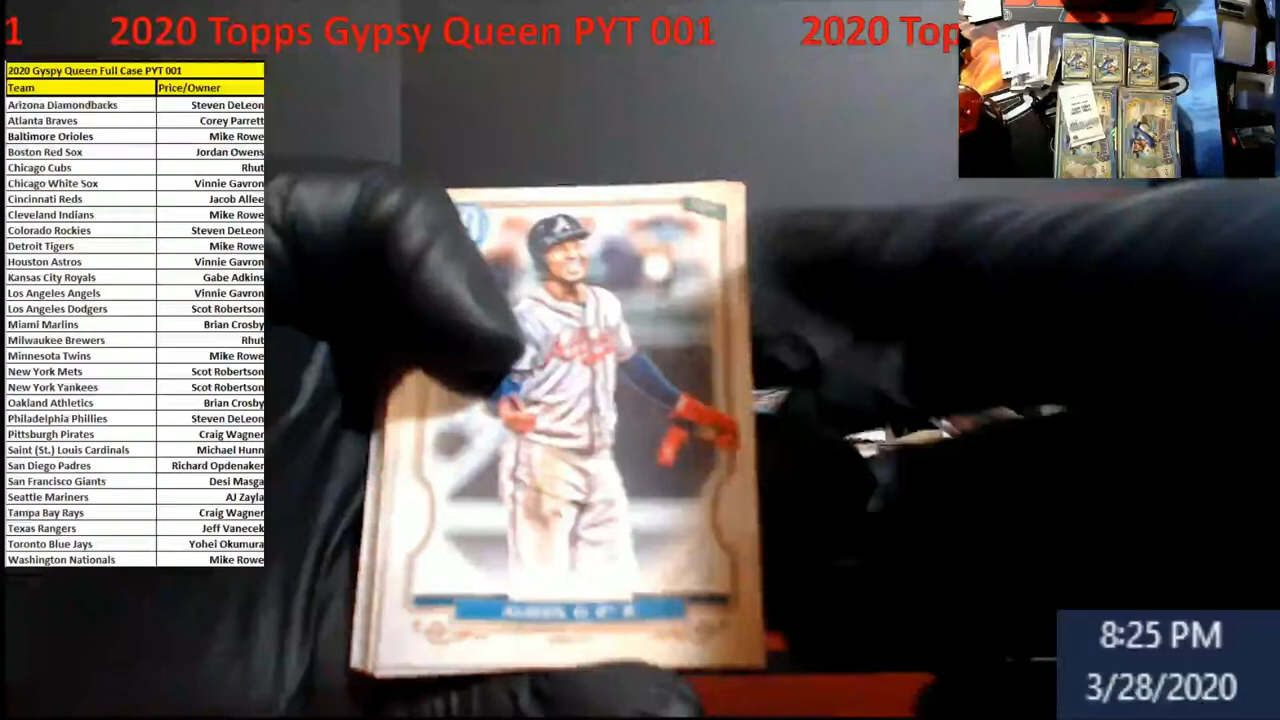 1 2020 Topps Gypsy Queen PYT 001 2020 Top
2020 Gyspy Queen Full Case PYT 001
Team Price/Owner
Arizona Diamondbacks Steven DeLeon
Atlanta Braves Corey Parrett
Baltimore Orioles Mike Rowe
Boston Red Sox Jordan Owens
Chicago Cubs Rhut
Chicago White Sox Vinnie Gavron
Cincinnati Reds Jacob Allee
Cleveland Indians Mike Rowe
Colorado Rockies Steven DeLeon
Detroit Tigers Mike Rowe
Houston Astros Vinnie Gavron
Kansas City Royals Gabe Adkins
Los Angeles Angels Vinnie Gavron
Los Angeles Dodgers Scot Robertson
Miami Marlins Brian Crosby
Milwaukee Brewers Rhut
Minnesota Twins Mike Rowe
New York Mets Scot Robertson
New York Yankees Scot Robertson
Oakland Athletics Brian Crosby
Philadelphia Phillies Steven DeLeon
Pittsburgh Pirates Craig Wagner
Saint (St.) Louis Cardinals Michael Hunn
San Diego Padres Richard Opdenaker
San Francisco Giants Desi Masga
Seattle Mariners AJ Zayla
Tampa Bay Rays Craig Wagner
Texas Rangers Jeff Vanecek
Toronto Blue Jays Yohei Okumura
Washington Nationals Mike Rowe
8:25 PM
3/28/2020